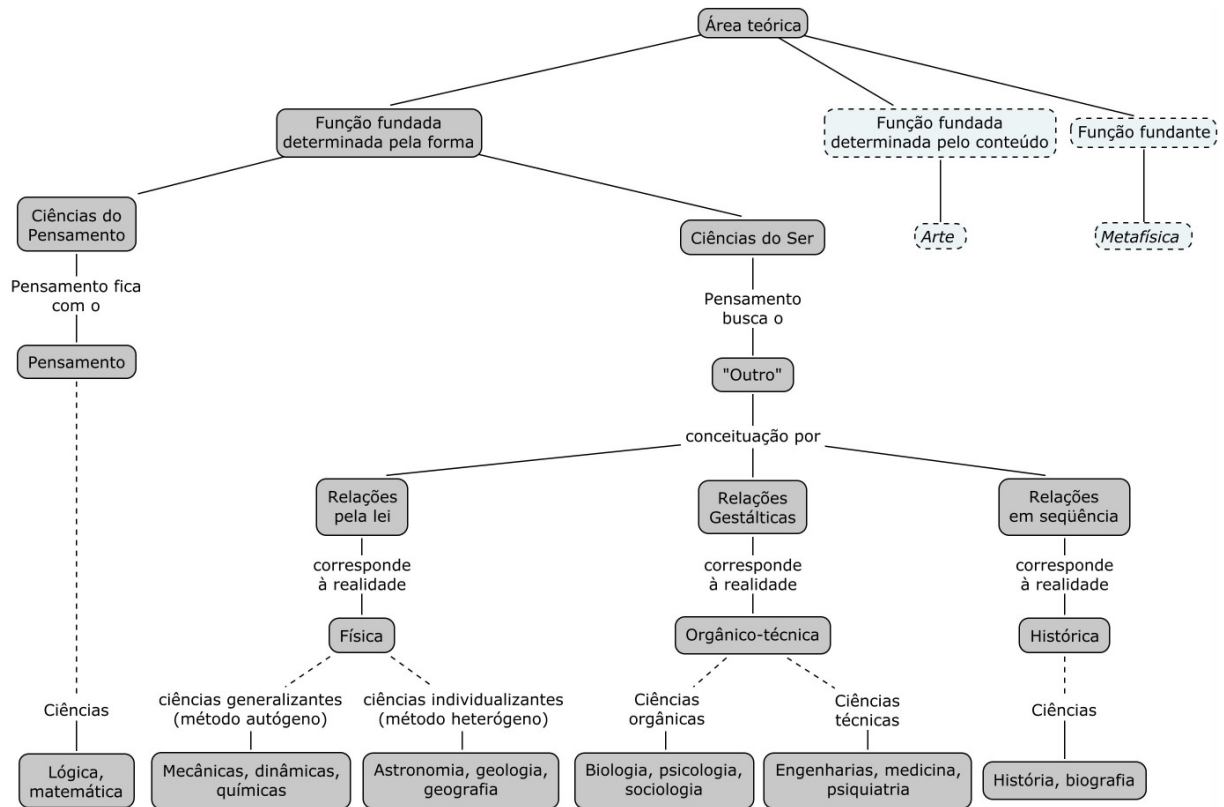 Área teórica
Função fundada
determinada pela forma
Função fundada
determinada pelo conteúdo
Função fundante
Ciências do
Pensamento
Ciências do Ser
Arte
Metafísica
Pensamento fica
com o
Pensamento
busca o
Pensamento
"Outro"
conceituação por
Relações
pela lei
Relações
Gestálticas
Relações
em seqüência
corresponde
à realidade
corresponde
à realidade
corresponde
à realidade
Física
Orgânico-técnica
Histórica
Ciências
ciências generalizantes
(método autógeno)
ciências individualizantes
(método heterógeno)
Ciências
orgânicas
Ciências
técnicas
Ciências
Lógica,
matemática
Mecânicas, dinâmicas,
químicas
Astronomia, geologia,
geografia
Biologia, psicologia,
sociologia
Engenharias, medicina,
psiquiatria
História, biografia